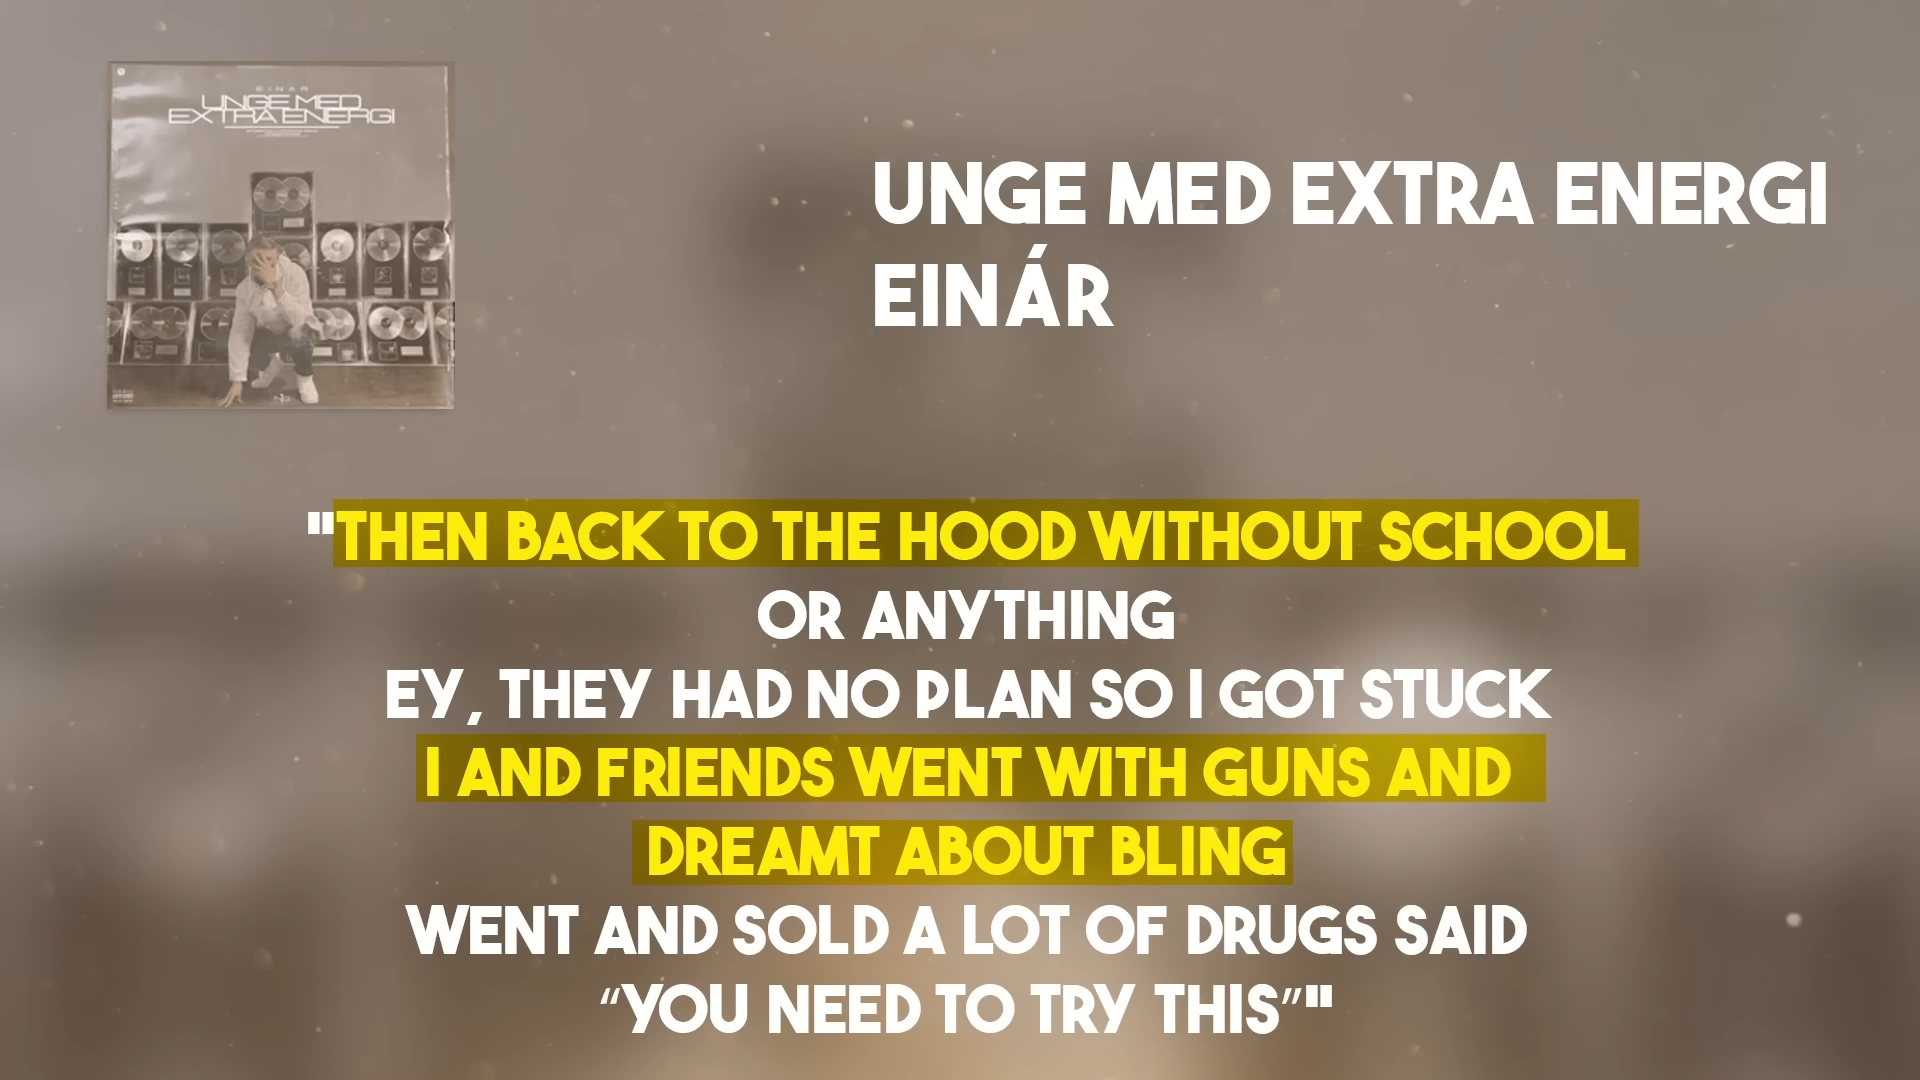 EINÁR
UNGE MED
EXTRA ENERGI
UNGE MED EXTRA ENERGI
EINÁR
"THEN BACK TO THE HOOD WITHOUT SCHOOL
OR ANYTHING
EY, THEY HAD NO PLAN SO I GOT STUCK
I AND FRIENDS WENT WITH GUNS AND
DREAMT ABOUT BLING
WENT AND SOLD A LOT OF DRUGS SAID
“YOU NEED TO TRY THIS”"